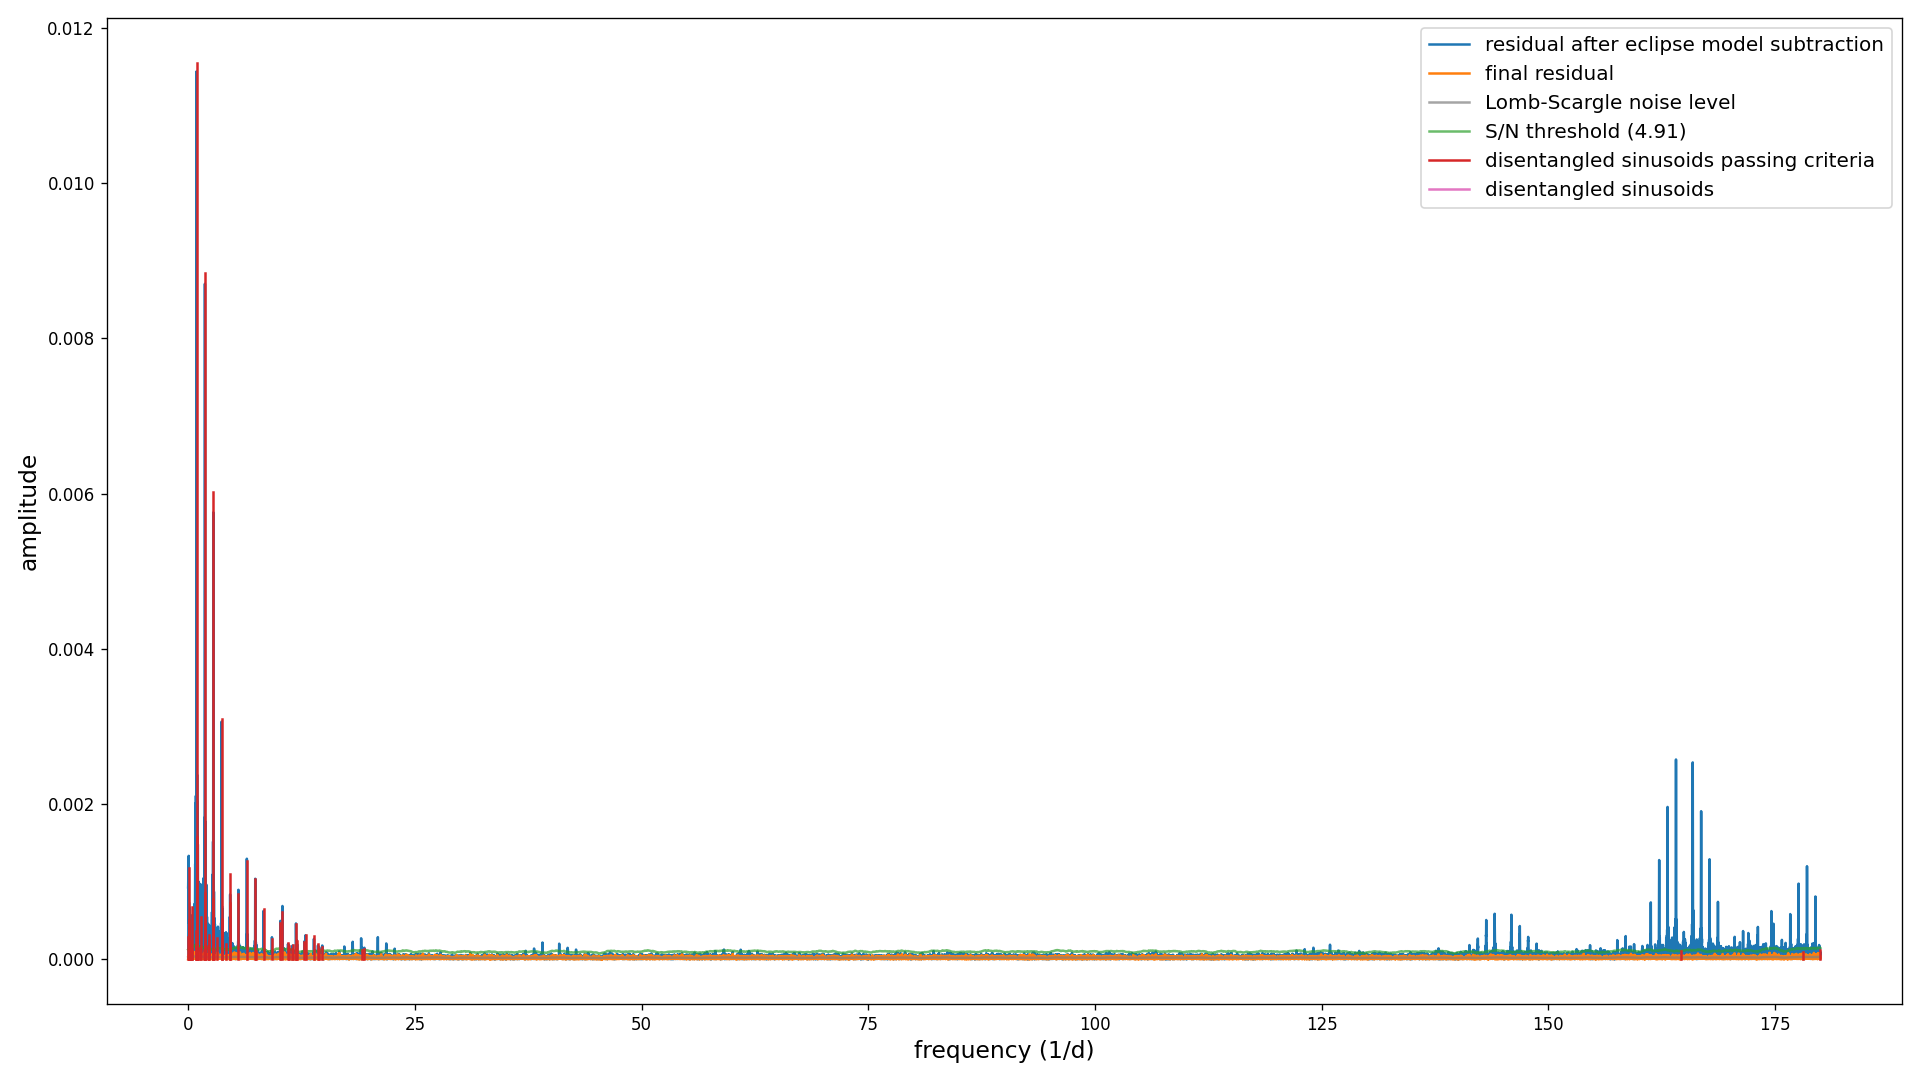 0.012
0.010
0.008
0.006
0.004
0.002
0.000
amplitude
0
25
50
75
100
125
150
175
frequency (1/d)
residual after eclipse model subtraction
final residual
Lomb-Scargle noise level
S/N threshold (4.91)
disentangled sinusoids passing criteria
disentangled sinusoids